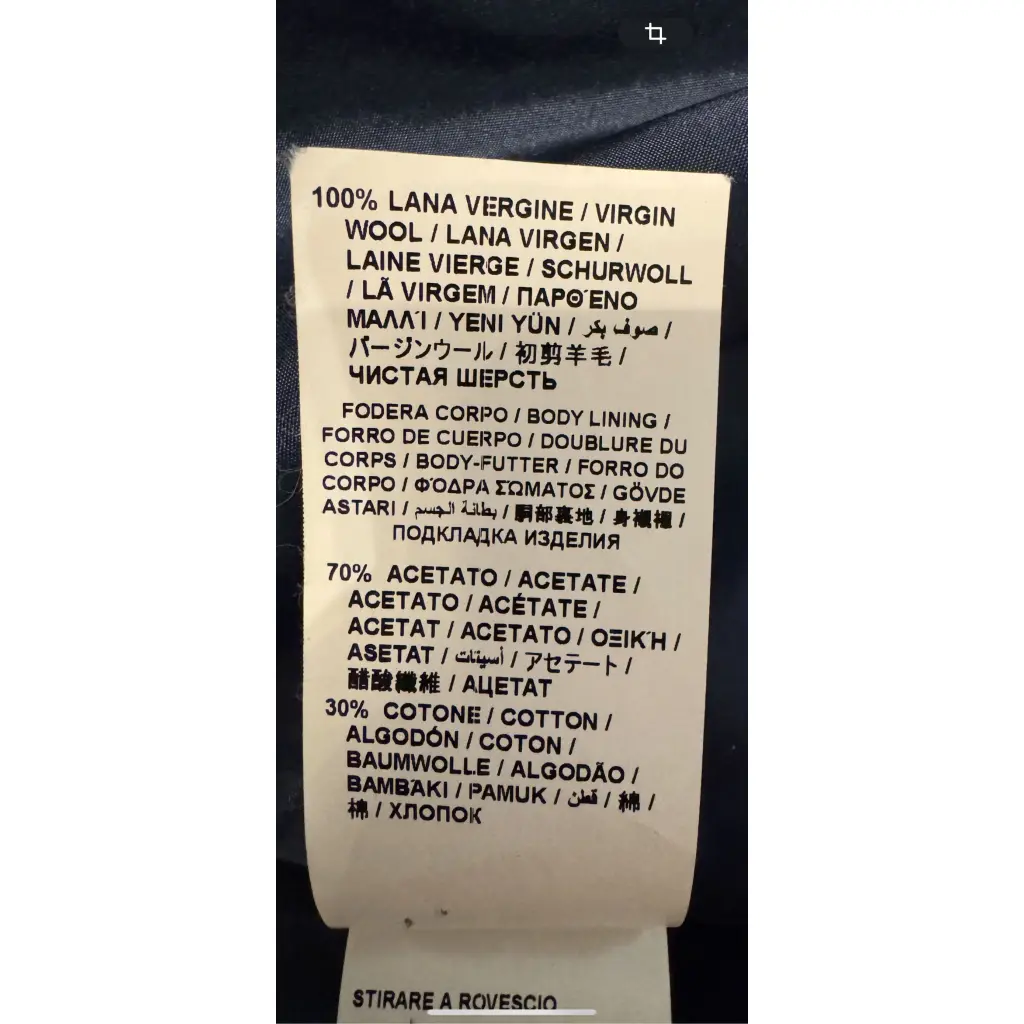 100% LANA VERGINE / VIRGIN
WOOL / LANA VIRGEN /
LAINE VIERGE / SCHURWOLL
/ LÃ VIRGEM / ΠΑΡΘΈΝΟ
ΜΑΛΛΊ / YENI YÜN / صوف بكر /
バージンウール / 初剪羊毛 /
ЧИСТАЯ ШЕРСТЬ
FODERA CORPO / BODY LINING /
FORRO DE CUERPO / DOUBLURE DU
CORPS / BODY-FUTTER / FORRO DO
CORPO / ΦΌΔΡΑ ΣΏΜΑΤΟΣ / GÖVDE
ASTARI / بطانة الجسم / 胴部裏地 / 身襯裡 /
ПОДКЛАДКА ИЗДЕЛИЯ
70% ACETATO / ACETATE /
ACETATO / ACÉTATE /
ACETAT / ACETATO / ΟΞΙΚΉ /
ASETAT / أسيتات / アセテート /
醋酸纖維 / АЦЕТАТ
30% COTONE / COTTON /
ALGODÓN / COTON /
BAUMWOLLE / ALGODÃO /
ΒΑΜΒΆΚΙ / PAMUK / قطن / 綿 /
棉 / ХЛОПОК
STIRARE A ROVESCIO